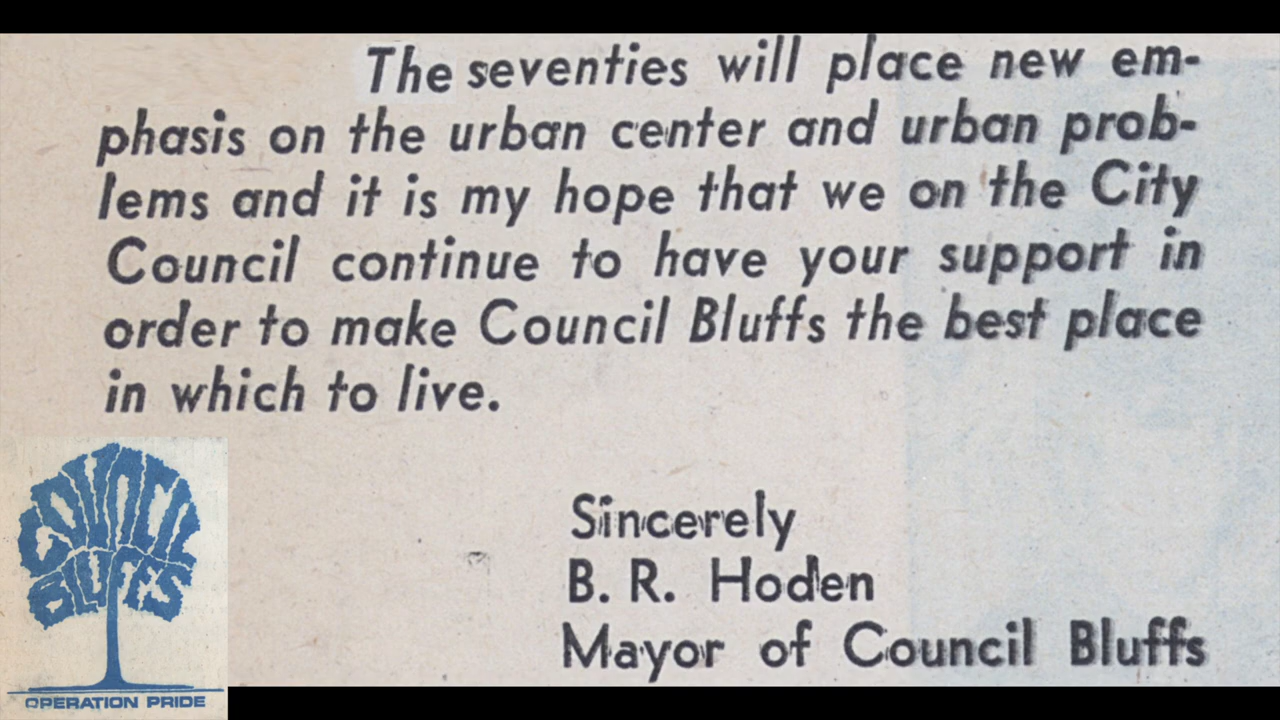 The seventies will place new em-
phasis on the urban center and urban prob-
lems and it is my hope that we on the City
Council continue to have your support in
order to make Council Bluffs the best place
in which to live.
Sincerely
B. R. Hoden
Mayor of Council Bluffs
COUNCIL
BLUFFS
OPERATION PRIDE